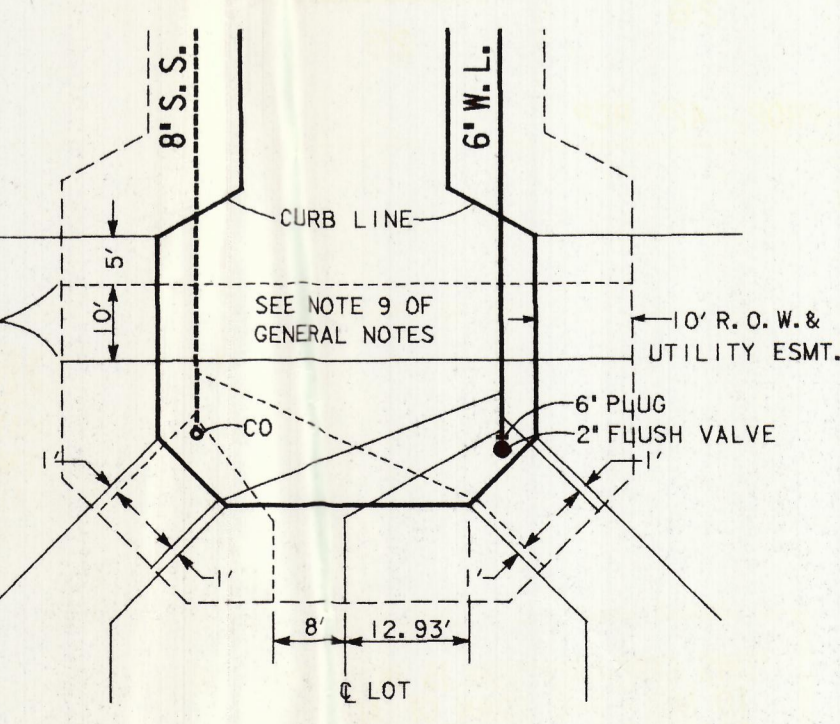 8" S.S.
6" W.L.
CURB LINE
5'
10'
SEE NOTE 9 OF
GENERAL NOTES
10' R.O.W. &
UTILITY ESMT.
6" PLUG
2" FLUSH VALVE
CO
1'
1'
1'
1'
8'
12.93'
℄ LOT